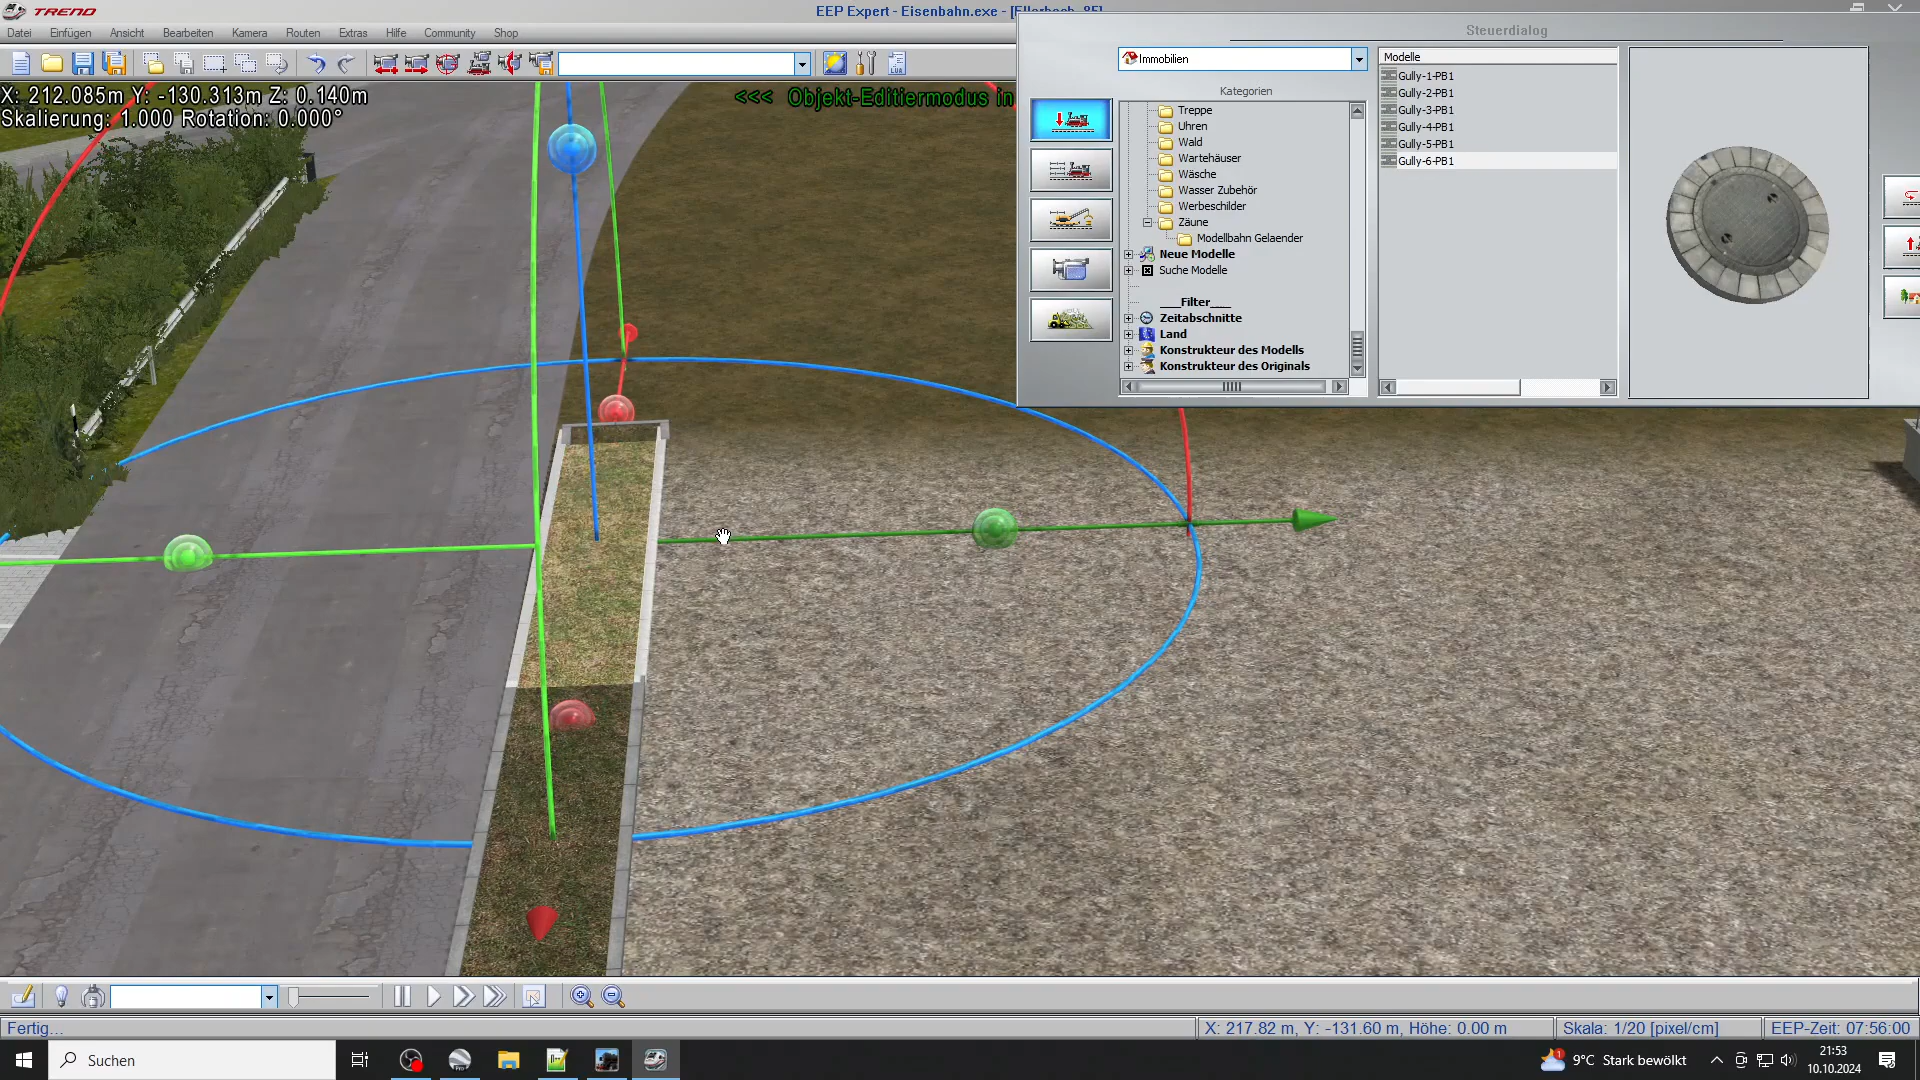 TREND
EEP Expert - Eisenbahn.exe - [Ellerbach_85]
Datei Einfügen Ansicht Bearbeiten Kamera Routen Extras Hilfe Community Shop
X: 212.085m Y: -130.313m Z: 0.140m
Skalierung: 1.000 Rotation: 0.000°
<<< Objekt-Editiermodus in
Steuerdialog
Immobilien
Kategorien
Treppe
Uhren
Wald
Wartehäuser
Wäsche
Wasser Zubehör
Werbeschilder
Zäune
Modellbahn Gelaender
Neue Modelle
Suche Modelle
___Filter___
Zeitabschnitte
Land
Konstrukteur des Modells
Konstrukteur des Originals
Modelle
Gully-1-PB1
Gully-2-PB1
Gully-3-PB1
Gully-4-PB1
Gully-5-PB1
Gully-6-PB1
Fertig...
X: 217.82 m, Y: -131.60 m, Höhe: 0.00 m
Skala: 1/20 [pixel/cm]
EEP-Zeit: 07:56:00
Suchen
9°C Stark bewölkt
21:53
10.10.2024